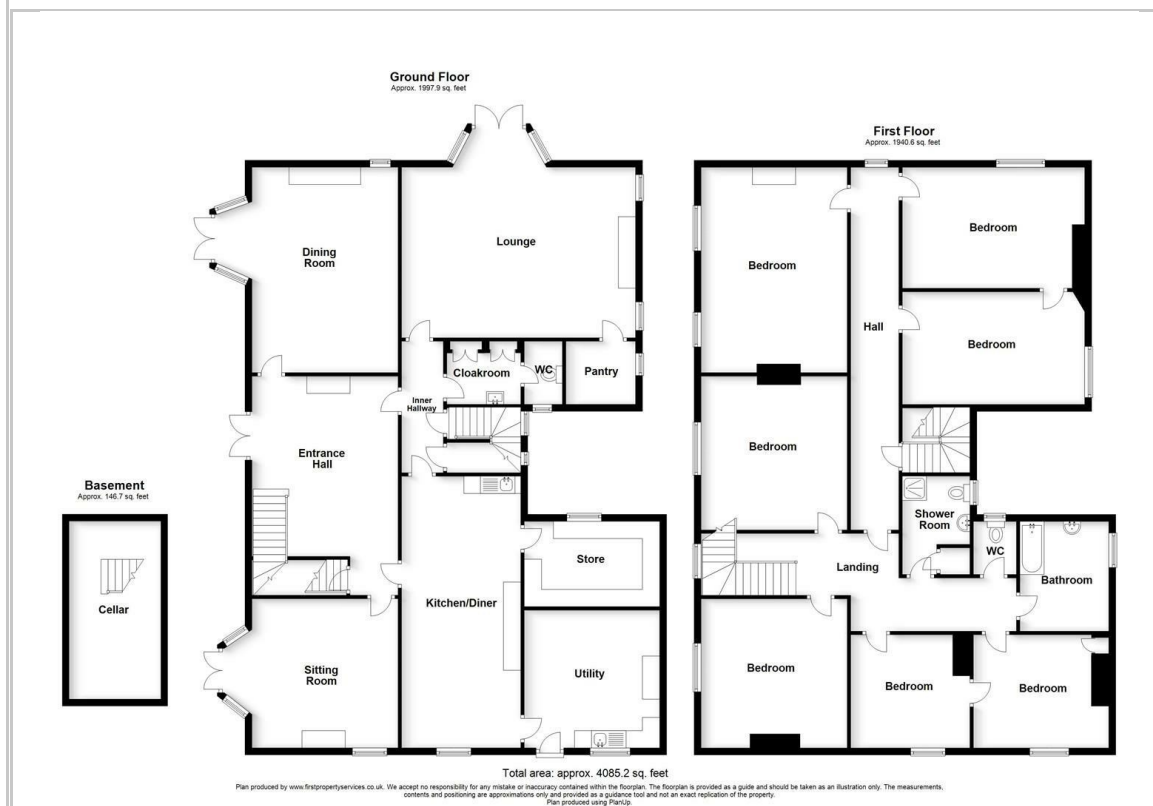 Ground Floor
Approx. 1997.9 sq. feet
Dining
Room
Lounge
Cloakroom
WC
Pantry
Inner
Hallway
Entrance
Hall
Store
Kitchen/Diner
Sitting
Room
Utility
Basement
Approx. 146.7 sq. feet
Cellar
First Floor
Approx. 1940.6 sq. feet
Bedroom
Bedroom
Hall
Bedroom
Bedroom
Shower
Room
WC
Landing
Bathroom
Bedroom
Bedroom
Bedroom
Total area: approx. 4085.2 sq. feet
Plan produced by www.firstpropertyservices.co.uk. We accept no responsibility for any mistake or inaccuracy contained within the floorplan. The floorplan is provided as a guide and should be taken as an illustration only. The measurements,
contents and positioning are approximations only and provided as a guidance tool and not an exact replication of the property.
Plan produced using PlanUp.